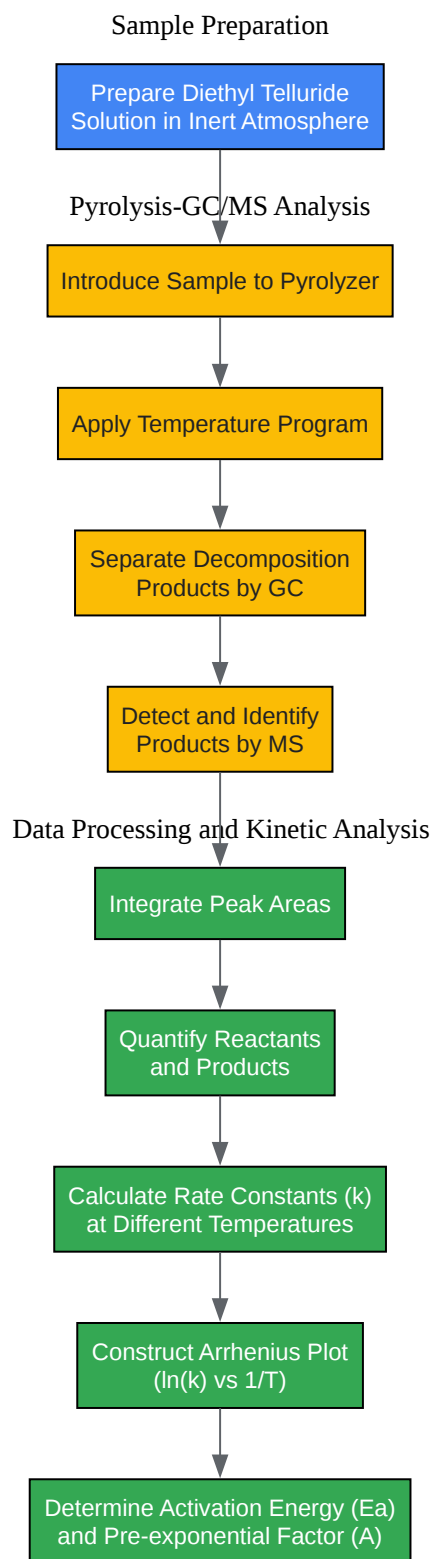 Sample Preparation
Prepare Diethyl Telluride
Solution in Inert Atmosphere
Pyrolysis-GC/MS Analysis
Introduce Sample to Pyrolyzer
Apply Temperature Program
Separate Decomposition
Products by GC
Detect and Identify
Products by MS
Data Processing and Kinetic Analysis
Integrate Peak Areas
Quantify Reactants
and Products
Calculate Rate Constants (k)
at Different Temperatures
Construct Arrhenius Plot
(ln(k) vs 1/T)
Determine Activation Energy (Ea)
and Pre-exponential Factor (A)